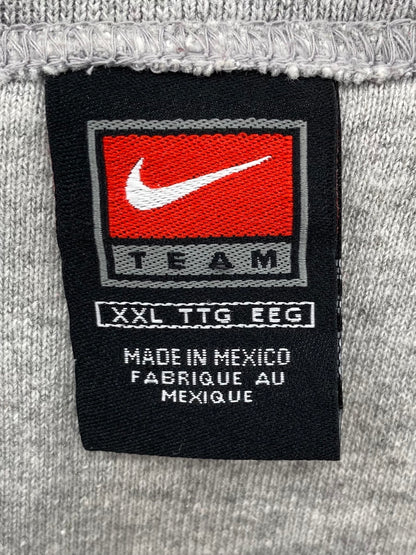 TEAM
XXL TTG EEG
MADE IN MEXICO
FABRIQUE AU
MEXIQUE